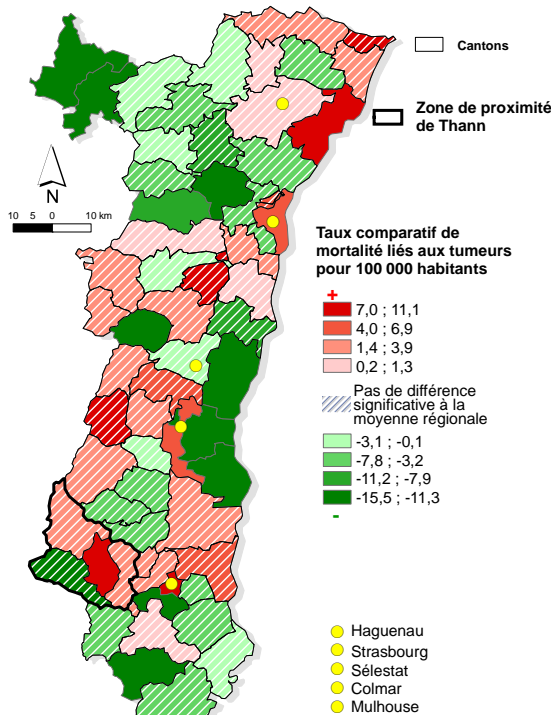 Cantons
Zone de proximité
de Thann
N
10 5 0 10 km
Taux comparatif de
mortalité liés aux tumeurs
pour 100 000 habitants
+
7,0 ; 11,1
4,0 ; 6,9
1,4 ; 3,9
0,2 ; 1,3
Pas de différence
significative à la
moyenne régionale
-3,1 ; -0,1
-7,8 ; -3,2
-11,2 ; -7,9
-15,5 ; -11,3
-
Haguenau
Strasbourg
Sélestat
Colmar
Mulhouse